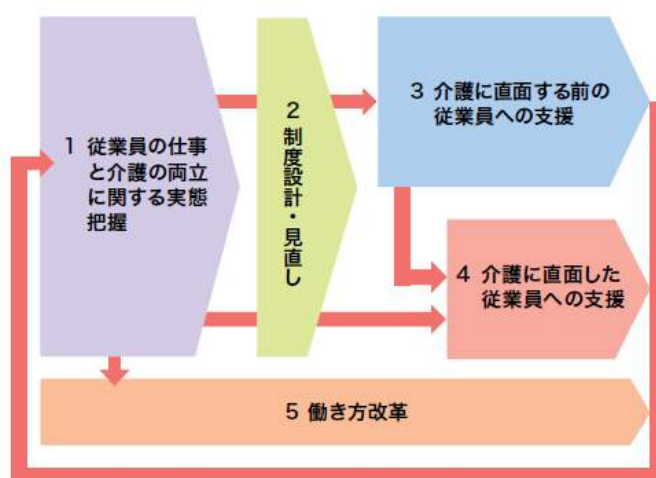 1 従業員の仕事
と介護の両立
に関する実態
把握
2 制度設計・見直し
3 介護に直面する前の
従業員への支援
4 介護に直面した
従業員への支援
5 働き方改革